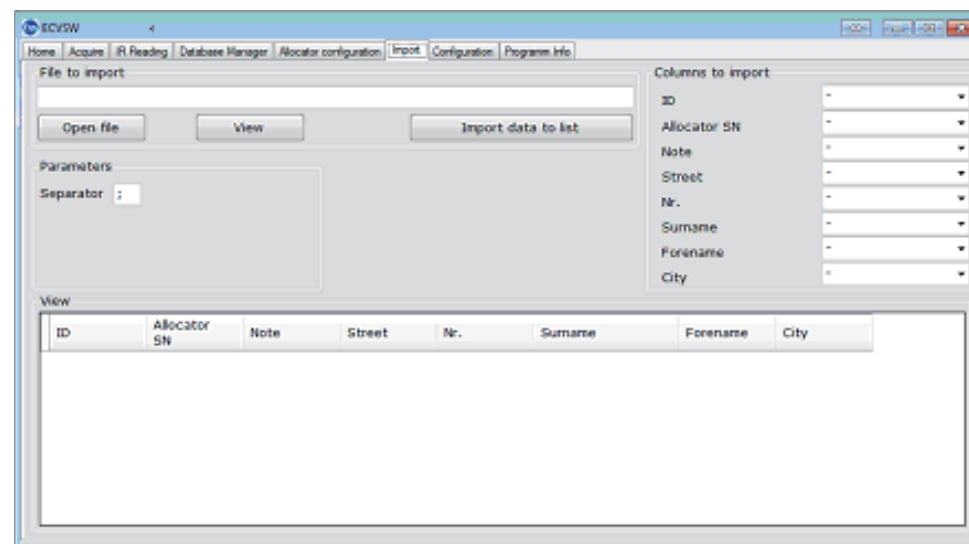 ECVSW
Home Acquire IR Reading Database Manager Allocator configuration Import Configuration Programm Info
File to import
Open file View Import data to list
Parameters
Separator ;
Columns to import
ID -
Allocator SN -
Note -
Street -
Nr. -
Surname -
Forename -
City -
View
ID Allocator SN Note Street Nr. Surname Forename City